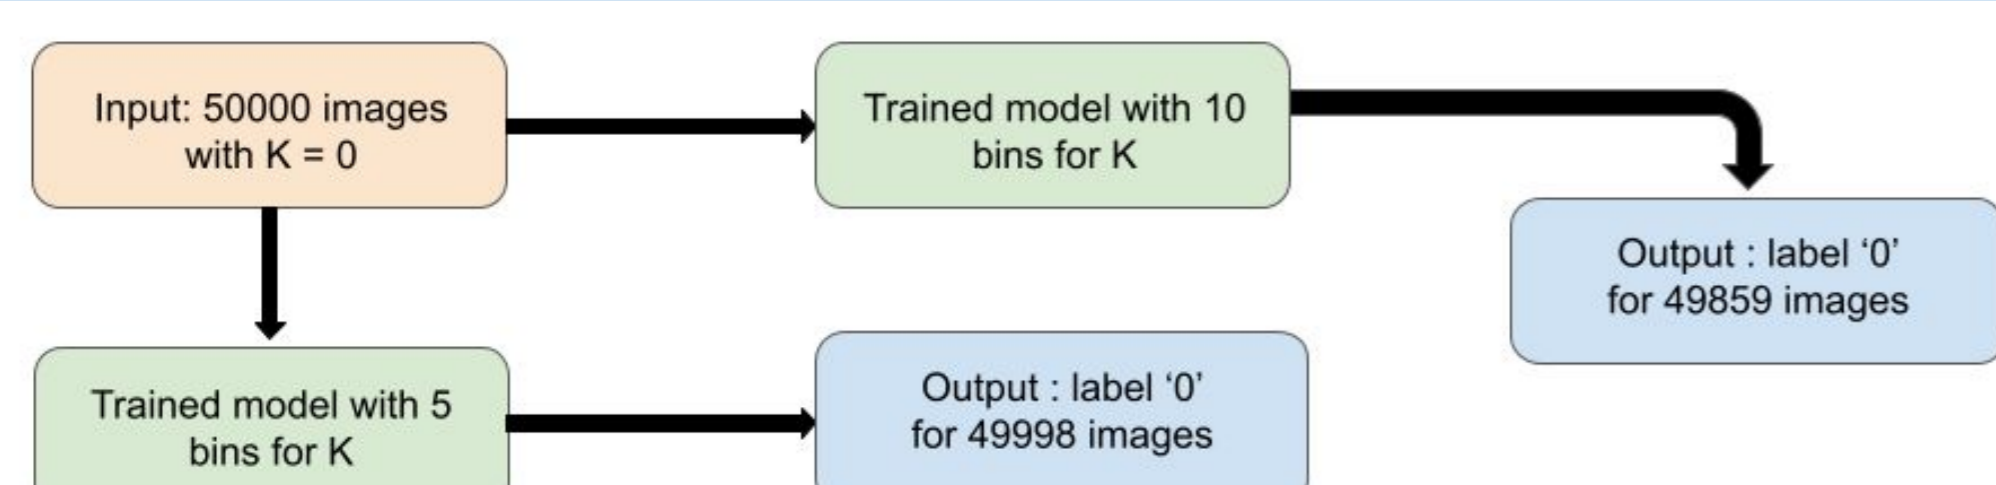 Input: 50000 images
with K = 0
Trained model with 10
bins for K
Output : label ‘0’
for 49859 images
Trained model with 5
bins for K
Output : label ‘0’
for 49998 images